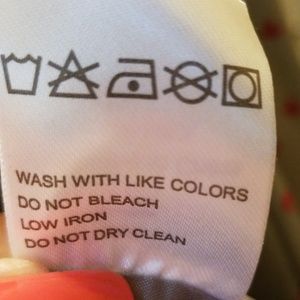 WASH WITH LIKE COLORS
DO NOT BLEACH
LOW IRON
DO NOT DRY CLEAN